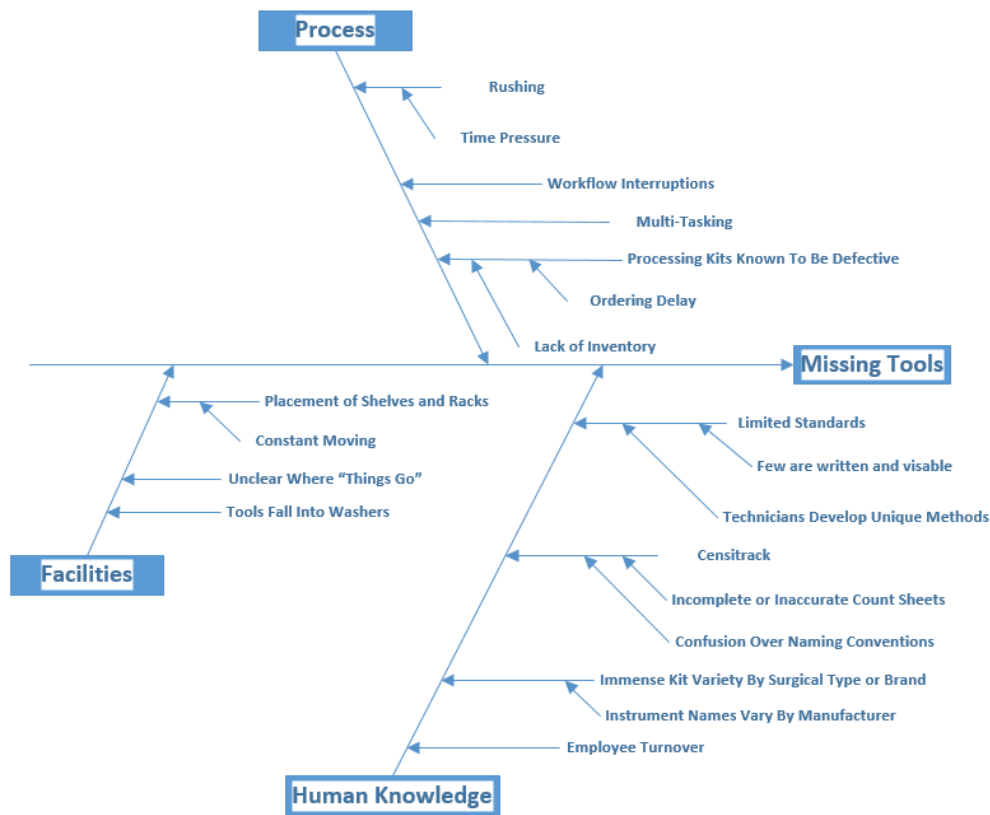 Process
Rushing
Time Pressure
Workflow Interruptions
Multi-Tasking
Processing Kits Known To Be Defective
Ordering Delay
Lack of Inventory
Missing Tools
Placement of Shelves and Racks
Constant Moving
Unclear Where “Things Go”
Tools Fall Into Washers
Facilities
Limited Standards
Few are written and visable
Technicians Develop Unique Methods
Censitrack
Incomplete or Inaccurate Count Sheets
Confusion Over Naming Conventions
Immense Kit Variety By Surgical Type or Brand
Instrument Names Vary By Manufacturer
Employee Turnover
Human Knowledge